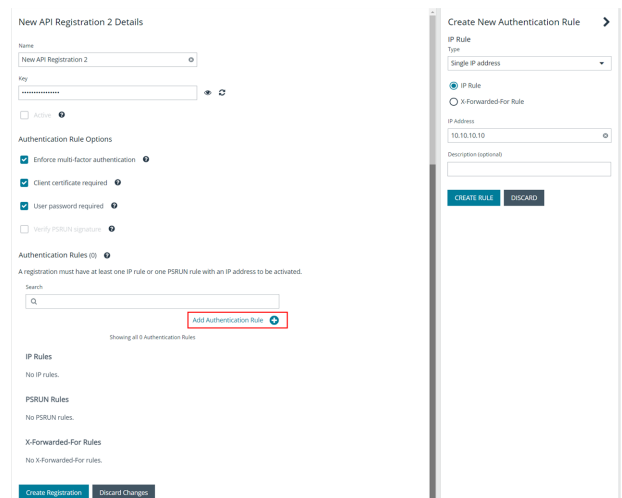 New API Registration 2 Details
Name
New API Registration 2
Key
••••••••••••••••
Active
Authentication Rule Options
Enforce multi-factor authentication
Client certificate required
User password required
Verify PSRUN signature
Authentication Rules (0)
A registration must have at least one IP rule or one PSRUN rule with an IP address to be activated.
Search
Add Authentication Rule
Showing all 0 Authentication Rules
IP Rules
No IP rules.
PSRUN Rules
No PSRUN rules.
X-Forwarded-For Rules
No X-Forwarded-For rules.
Create Registration Discard Changes
Create New Authentication Rule
IP Rule
Type
Single IP address
IP Rule
X-Forwarded-For Rule
IP Address
10.10.10.10
Description (optional)
CREATE RULE DISCARD